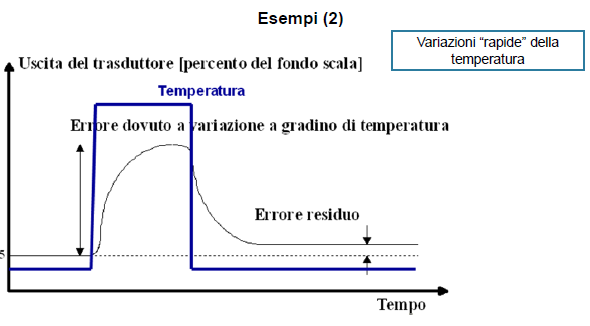 Esempi (2)
Variazioni “rapide” della
temperatura
Uscita del trasduttore [percento del fondo scala]
Temperatura
Errore dovuto a variazione a gradino di temperatura
Errore residuo
Tempo